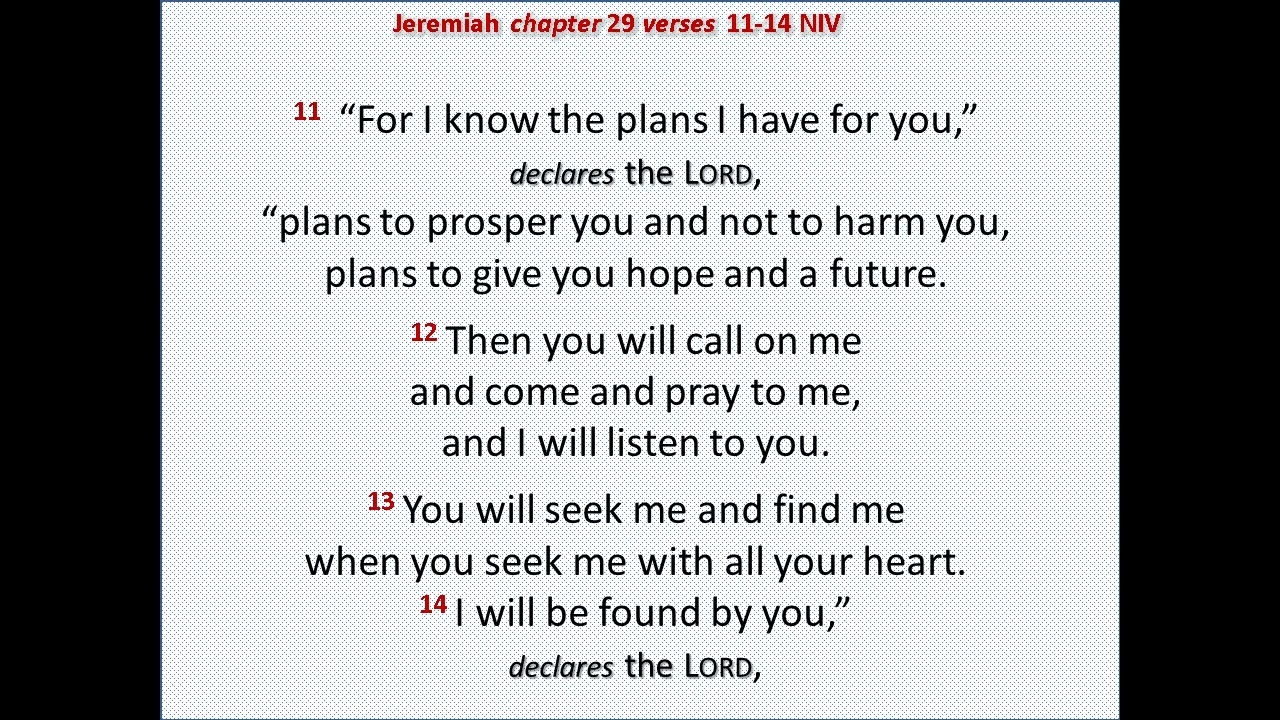 Jeremiah chapter 29 verses 11-14 NIV
11 “For I know the plans I have for you,”
declares the LORD,
“plans to prosper you and not to harm you,
plans to give you hope and a future.
12 Then you will call on me
and come and pray to me,
and I will listen to you.
13 You will seek me and find me
when you seek me with all your heart.
14 I will be found by you,”
declares the LORD,